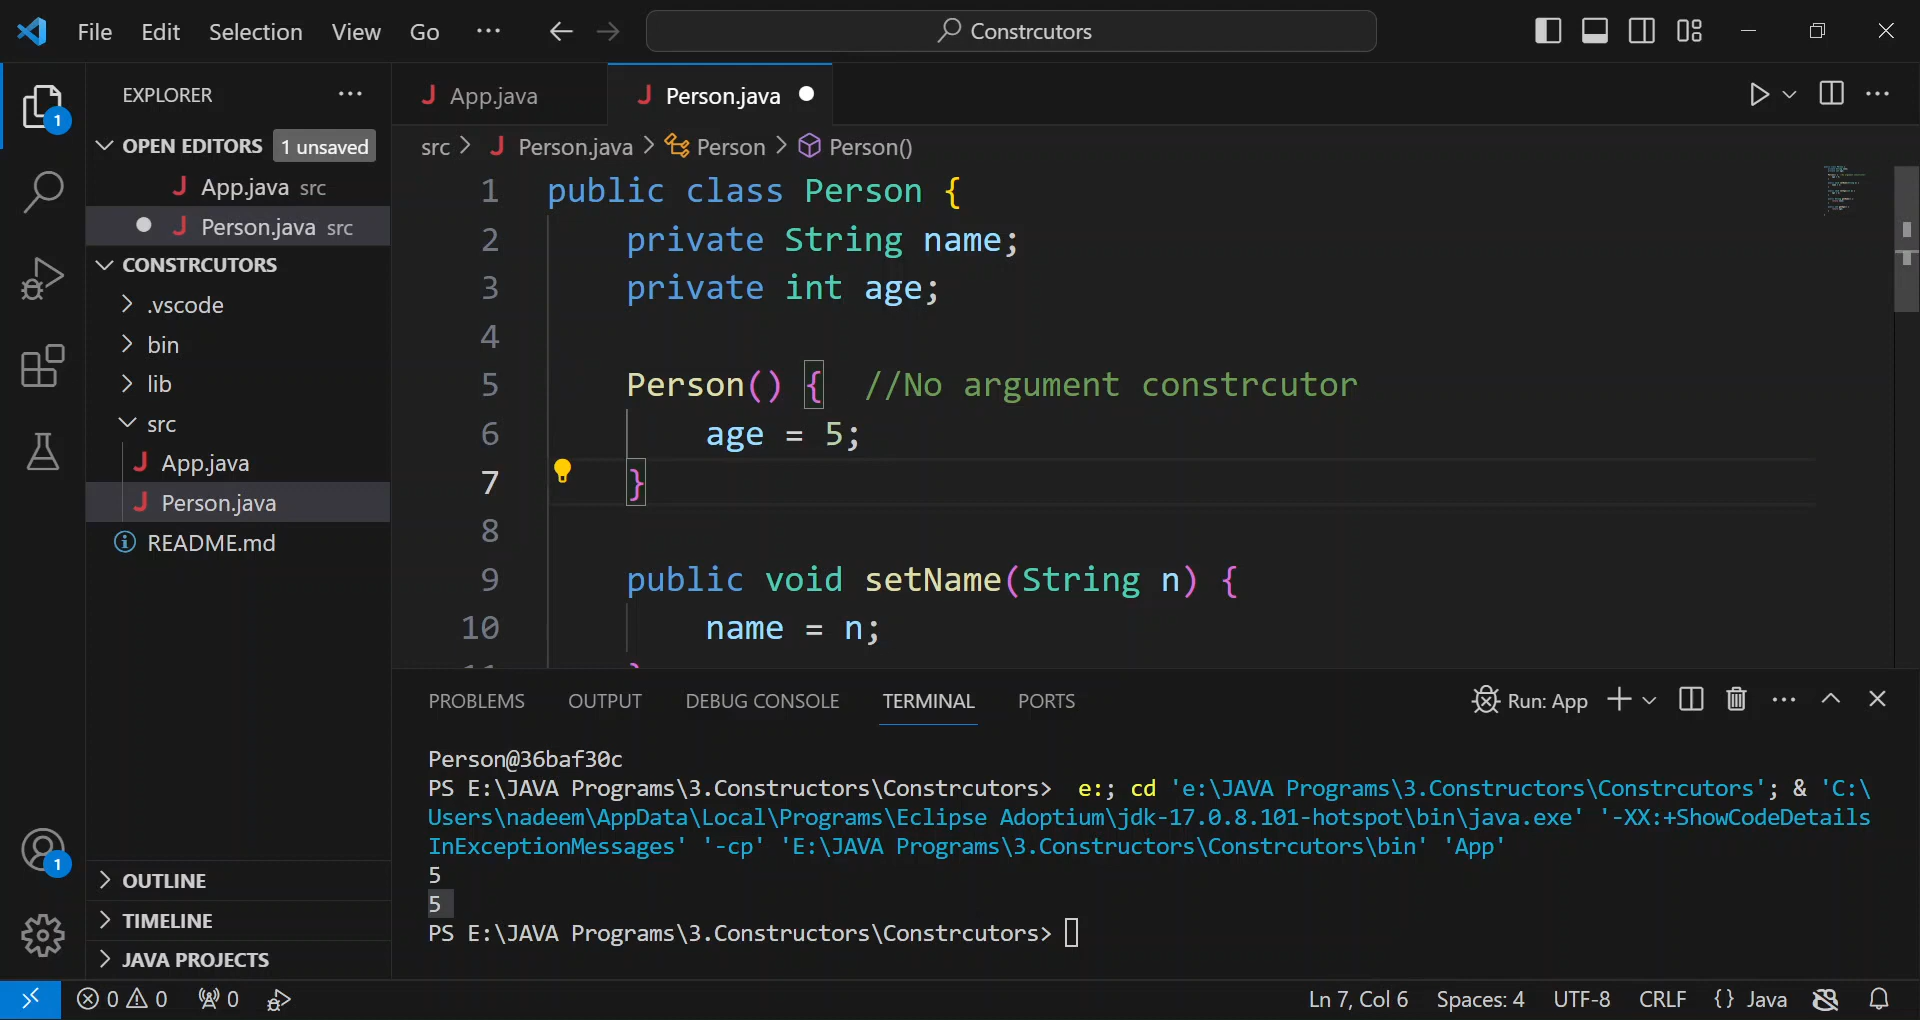 File Edit Selection View Go ··· Constrcutors
EXPLORER ···
OPEN EDITORS 1 unsaved
App.java src
Person.java src
CONSTRCUTORS
.vscode
bin
lib
src
App.java
Person.java
README.md
OUTLINE
TIMELINE
JAVA PROJECTS
1
1
App.java Person.java
src > Person.java > Person > Person()
1 public class Person {
2 private String name;
3 private int age;
4
5 Person() { //No argument constrcutor
6 age = 5;
7 }
8
9 public void setName(String n) {
10 name = n;
PROBLEMS OUTPUT DEBUG CONSOLE TERMINAL PORTS Run: App
Person@36baf30c
PS E:\JAVA Programs\3.Constructors\Constrcutors> e:; cd 'e:\JAVA Programs\3.Constructors\Constrcutors'; & 'C:\
Users\nadeem\AppData\Local\Programs\Eclipse Adoptium\jdk-17.0.8.101-hotspot\bin\java.exe' '-XX:+ShowCodeDetails
InExceptionMessages' '-cp' 'E:\JAVA Programs\3.Constructors\Constrcutors\bin' 'App'
5
5
PS E:\JAVA Programs\3.Constructors\Constrcutors>
0 0 0 Ln 7, Col 6 Spaces: 4 UTF-8 CRLF {} Java